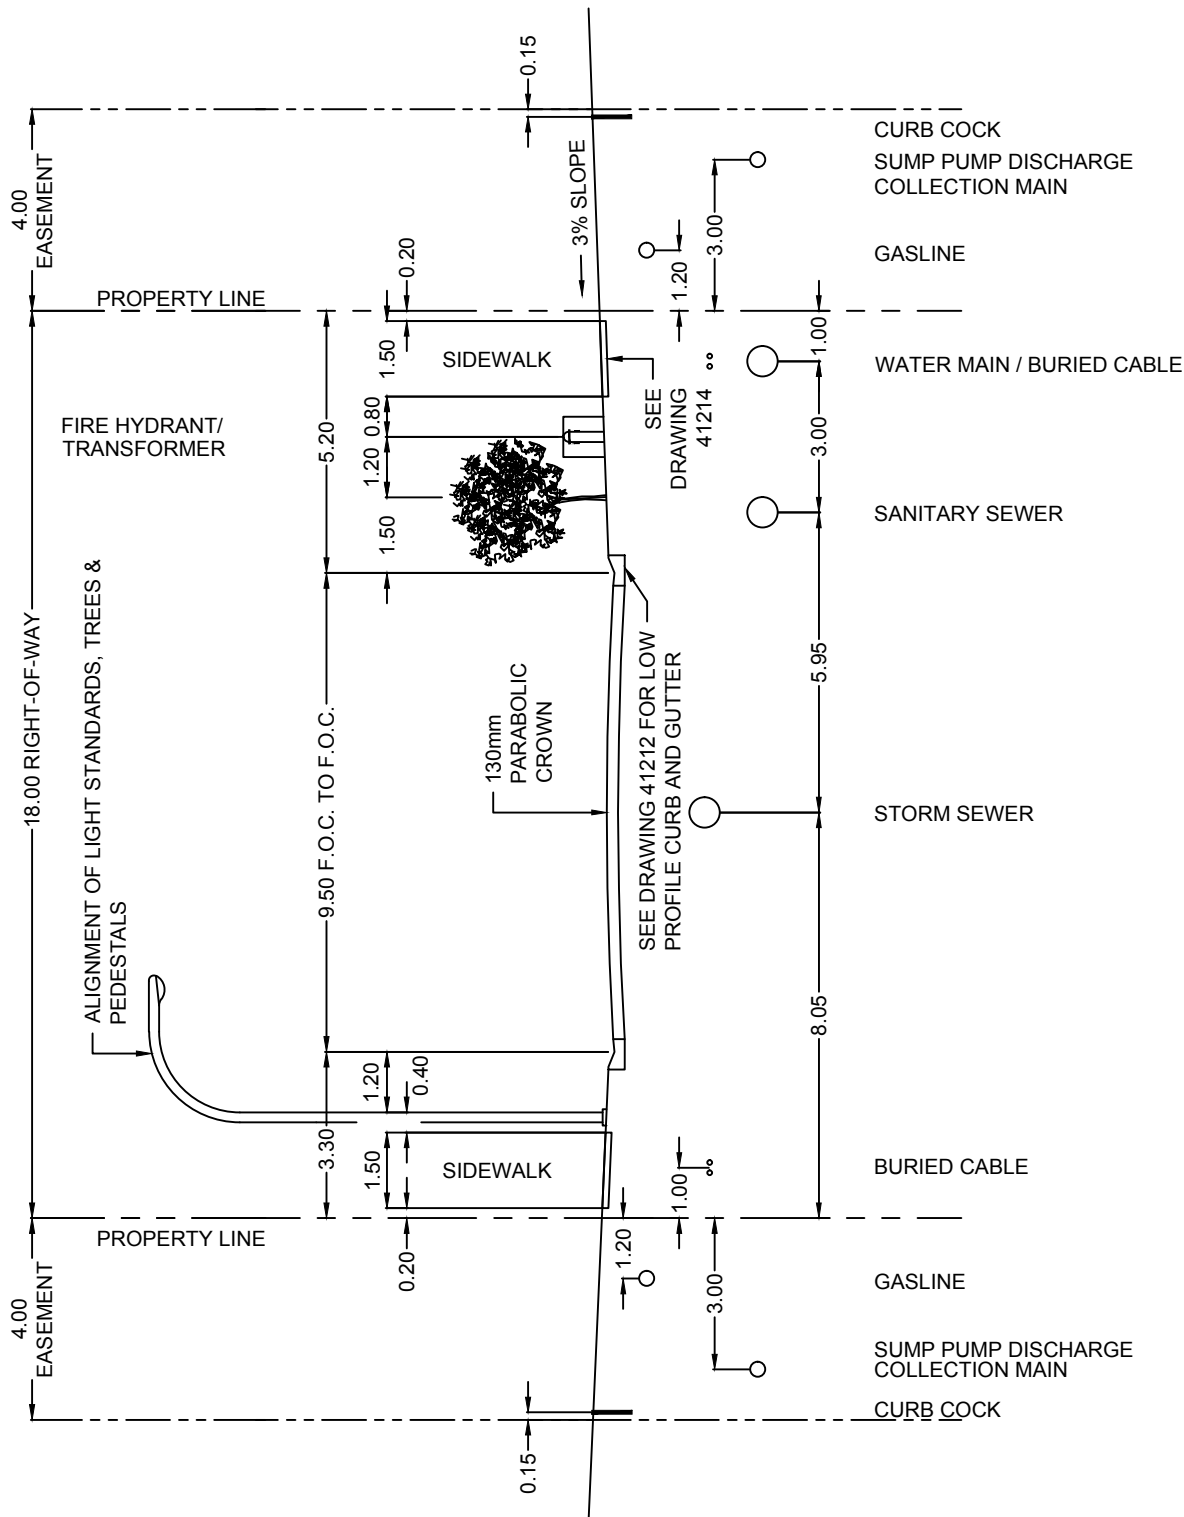 0.15
CURB COCK
SUMP PUMP DISCHARGE
COLLECTION MAIN
4.00
EASEMENT
3% SLOPE
3.00
0.20
GASLINE
1.20
PROPERTY LINE
1.00
1.50
SIDEWALK
WATER MAIN / BURIED CABLE
SEE
DRAWING
41214
FIRE HYDRANT/
TRANSFORMER
0.80
5.20
1.20
3.00
SANITARY SEWER
1.50
18.00 RIGHT-OF-WAY
ALIGNMENT OF LIGHT STANDARDS, TREES &
PEDESTALS
9.50 F.O.C. TO F.O.C.
130mm
PARABOLIC
CROWN
SEE DRAWING 41212 FOR LOW
PROFILE CURB AND GUTTER
5.95
STORM SEWER
8.05
1.20
0.40
3.30
1.50
SIDEWALK
1.00
BURIED CABLE
PROPERTY LINE
0.20
1.20
GASLINE
3.00
4.00
EASEMENT
SUMP PUMP DISCHARGE
COLLECTION MAIN
CURB COCK
0.15